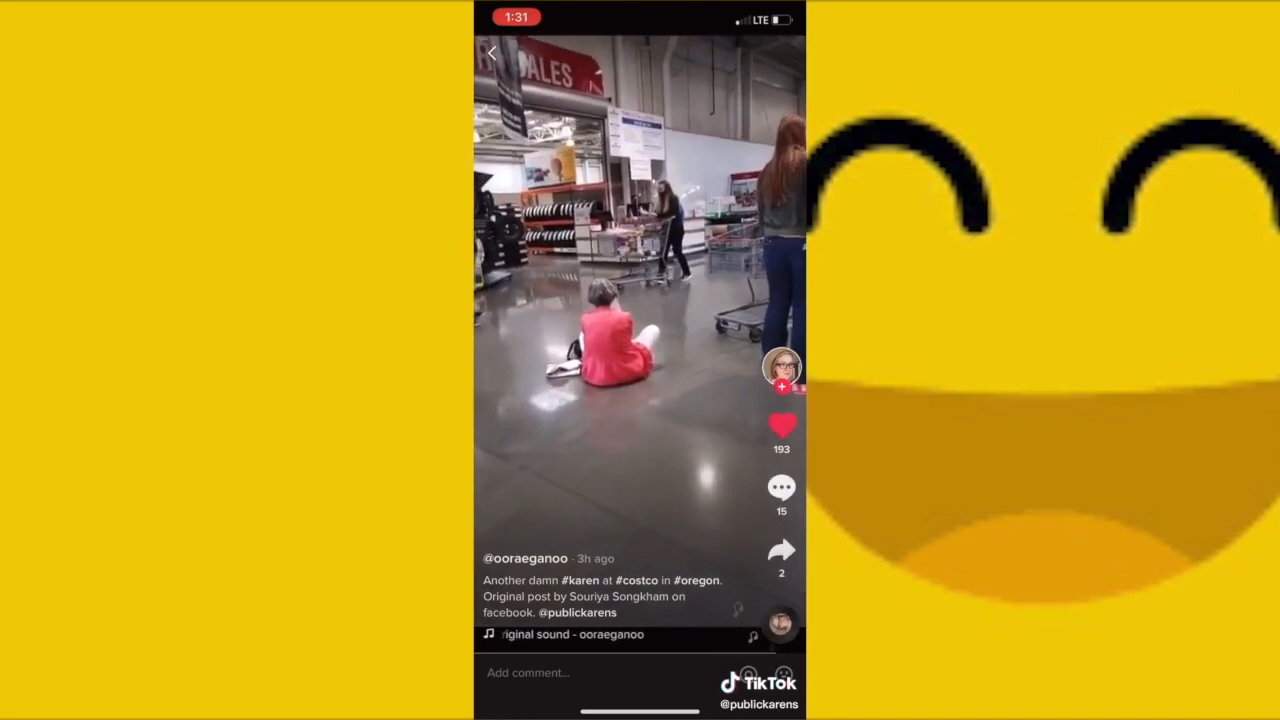 1:31
LTE
ALES
@ooraeganoo · 3h ago
193
15
2
Another damn #karen at #costco in #oregon.
Original post by Souriya Songkham on
facebook. @publickarens
riginal sound - ooraeganoo
Add comment...
TikTok
@publickarens